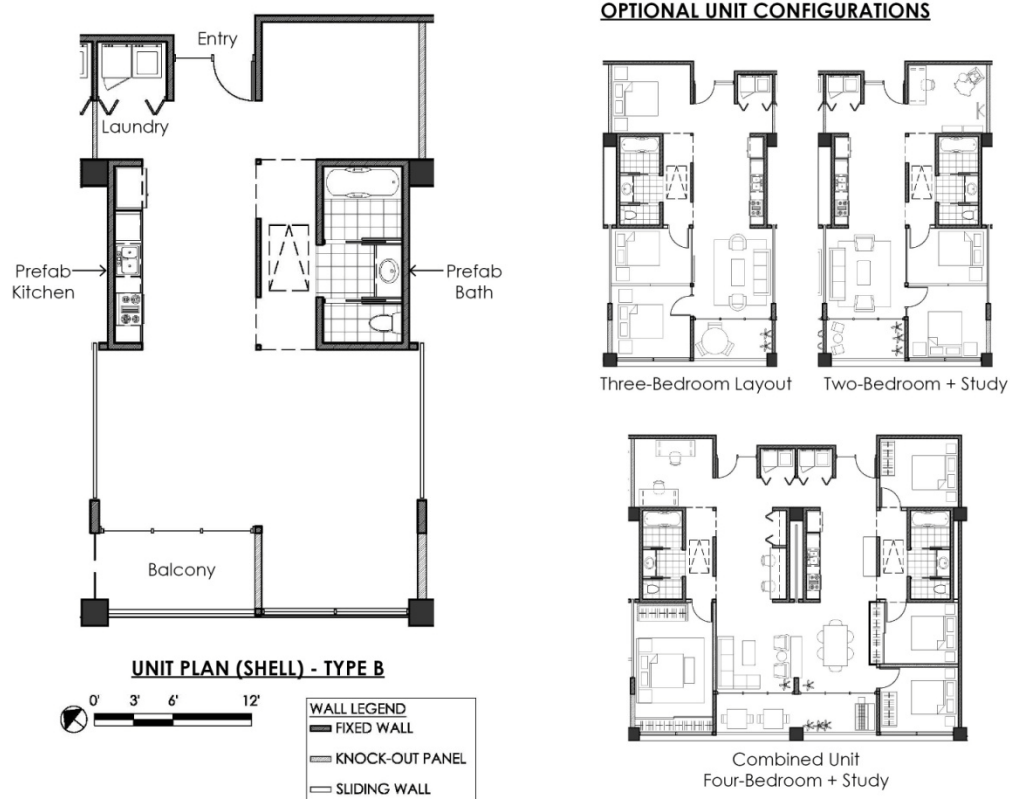 OPTIONAL UNIT CONFIGURATIONS
Entry
Laundry
Prefab
Kitchen
Prefab
Bath
Balcony
UNIT PLAN (SHELL) - TYPE B
0' 3' 6' 12'
WALL LEGEND
FIXED WALL
KNOCK-OUT PANEL
SLIDING WALL
Three-Bedroom Layout
Two-Bedroom + Study
Combined Unit
Four-Bedroom + Study